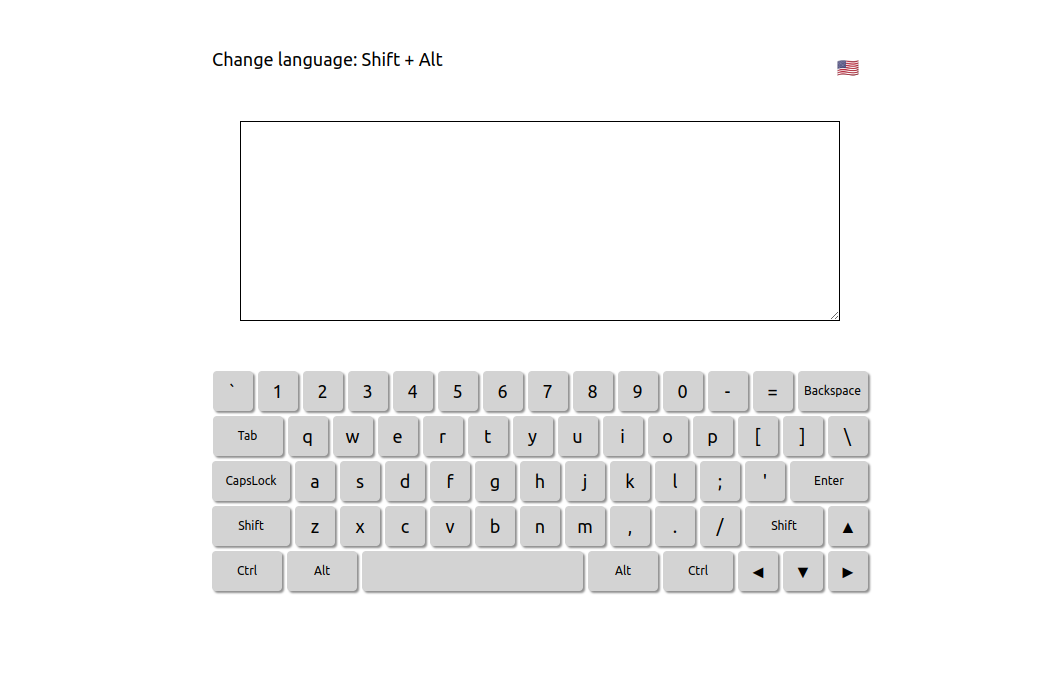 Change language: Shift + Alt 🇺🇸
` 1 2 3 4 5 6 7 8 9 0 - = Backspace
Tab q w e r t y u i o p [ ] \
CapsLock a s d f g h j k l ; ' Enter
Shift z x c v b n m , . / Shift ▲
Ctrl Alt Alt Ctrl ◄ ▼ ►